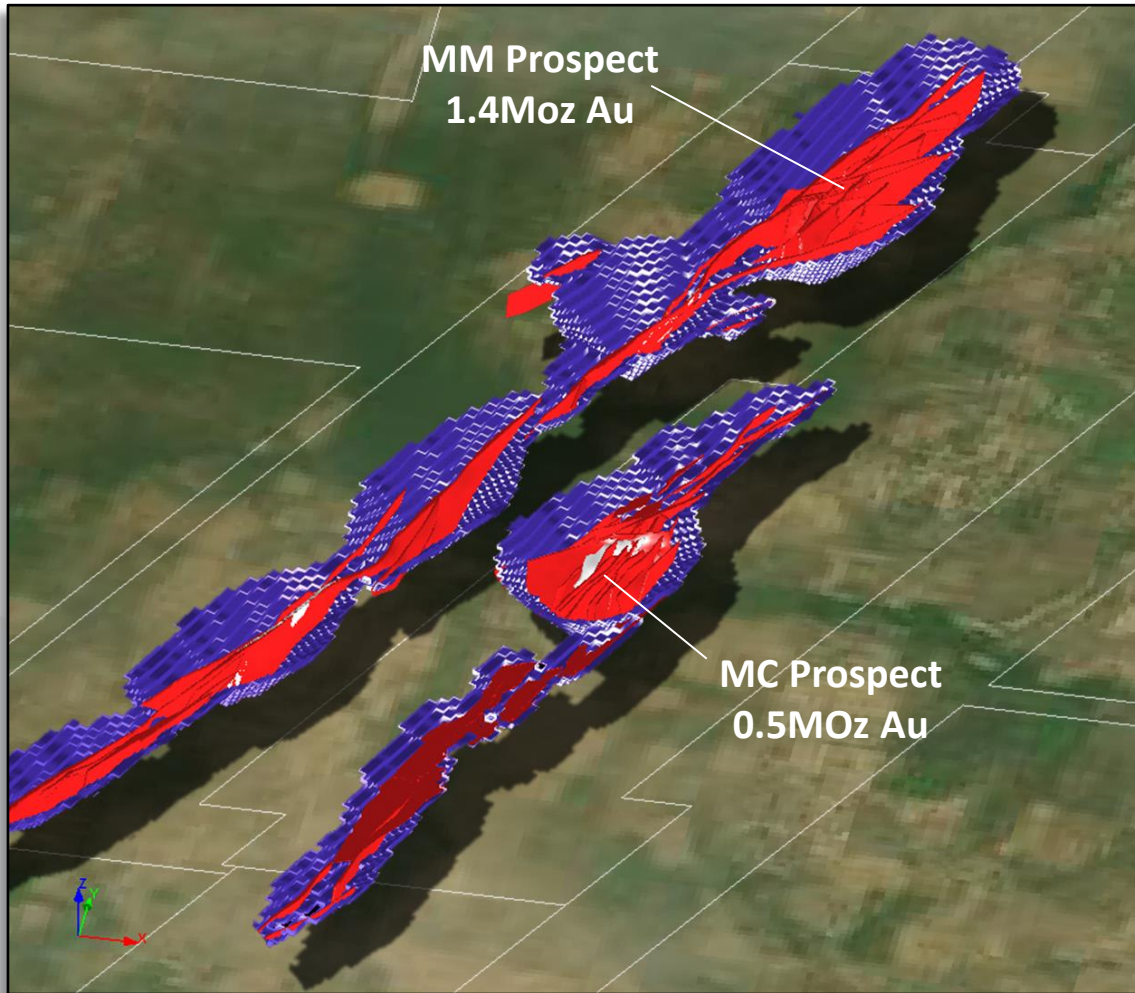 MM Prospect
1.4Moz Au
MC Prospect
0.5MOz Au
Z
Y
X